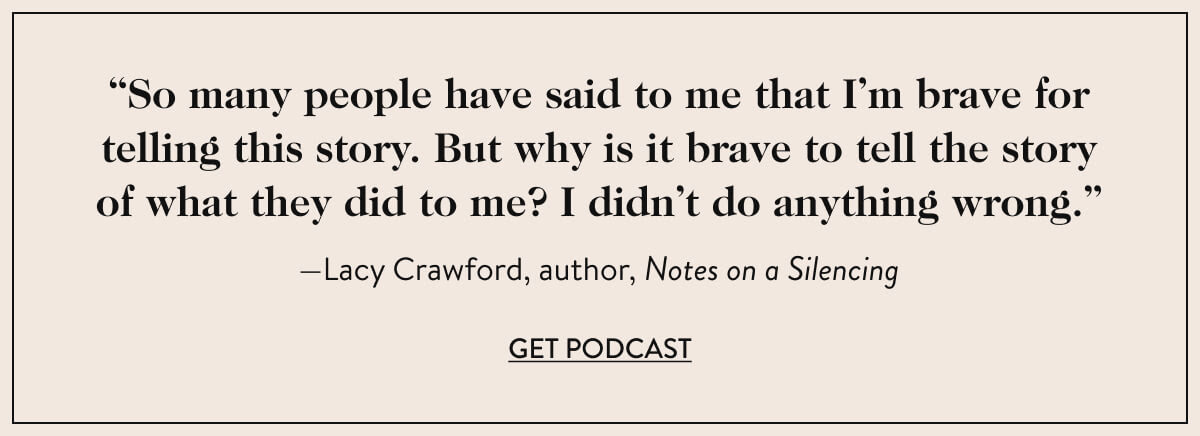 “So many people have said to me that I’m brave for
telling this story. But why is it brave to tell the story
of what they did to me? I didn’t do anything wrong.”
—Lacy Crawford, author, Notes on a Silencing
GET PODCAST